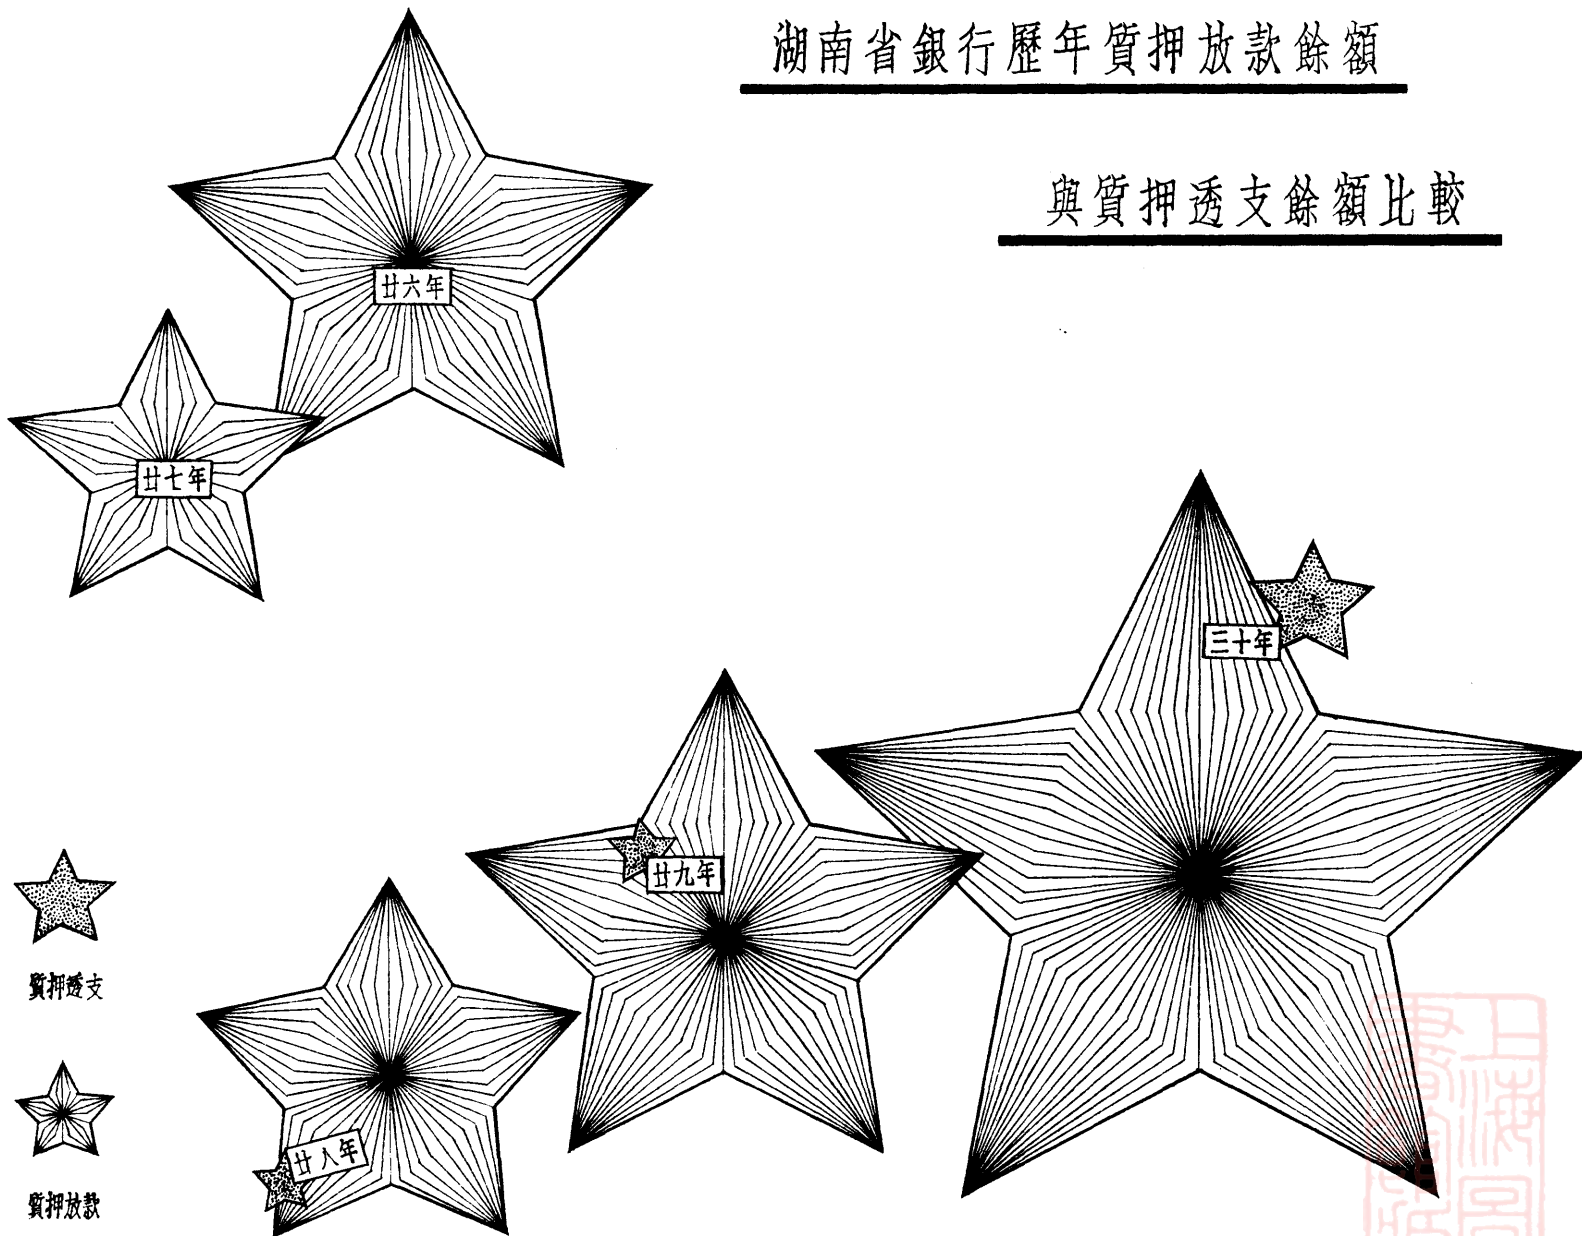 湖南省銀行歷年質押放款餘額
與質押透支餘額比較
廿六年
廿七年
三十年
廿九年
廿八年
質押透支
質押放款